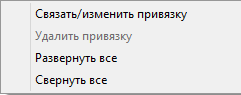 Связать/изменить привязку
Удалить привязку
Развернуть все
Свернуть все